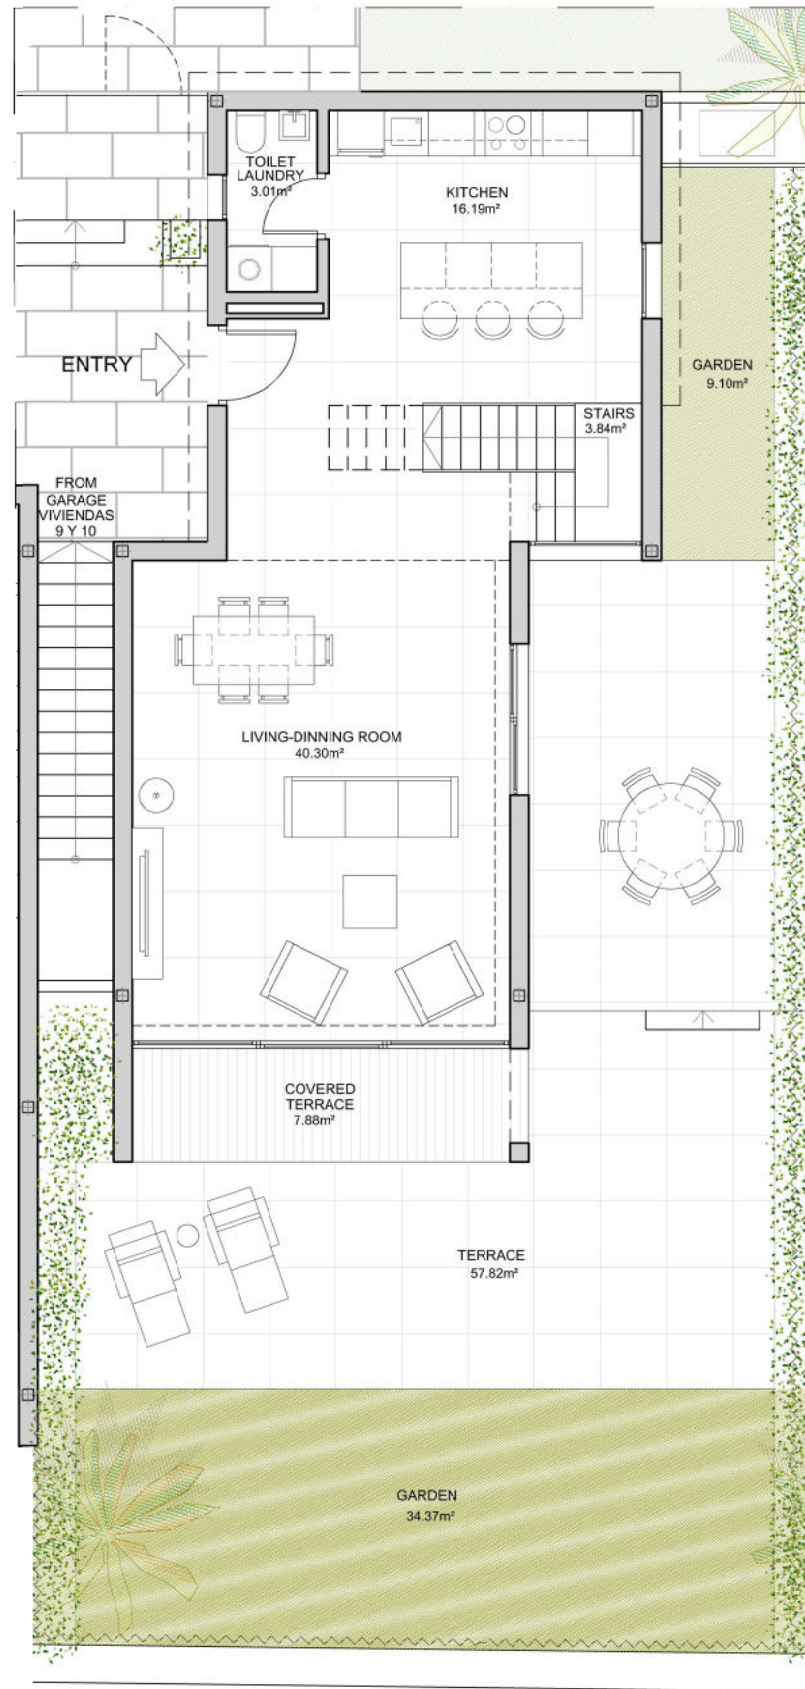 TOILET
LAUNDRY
3.01m²
KITCHEN
16.19m²
ENTRY
GARDEN
9.10m²
STAIRS
3.84m²
FROM
GARAGE
VIVIENDAS
9 Y 10
LIVING-DINNING ROOM
40.30m²
COVERED
TERRACE
7.88m²
TERRACE
57.82m²
GARDEN
34.37m²